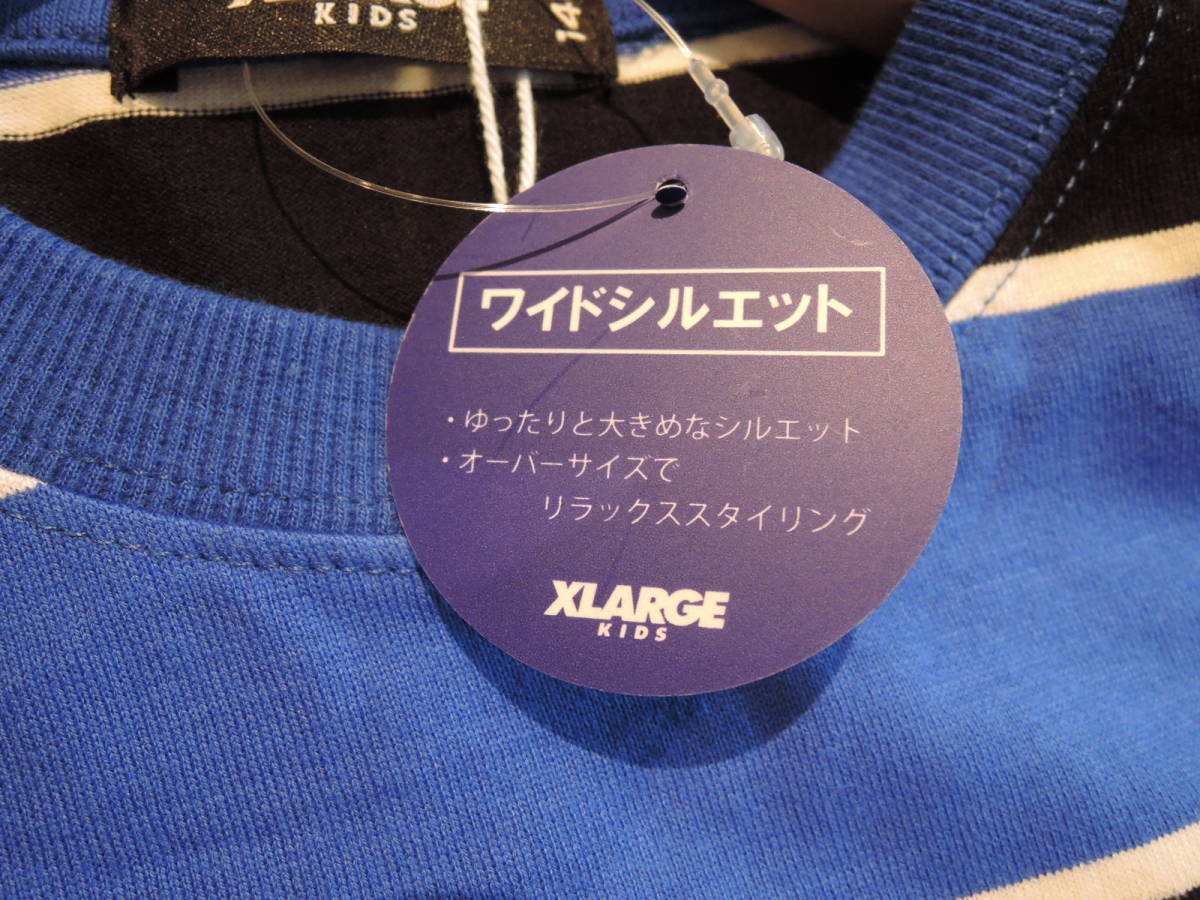 XLARGE
KIDS
14
ワイドシルエット
・ゆったりと大きめなシルエット
・オーバーサイズで
リラックススタイリング
XLARGE
KIDS